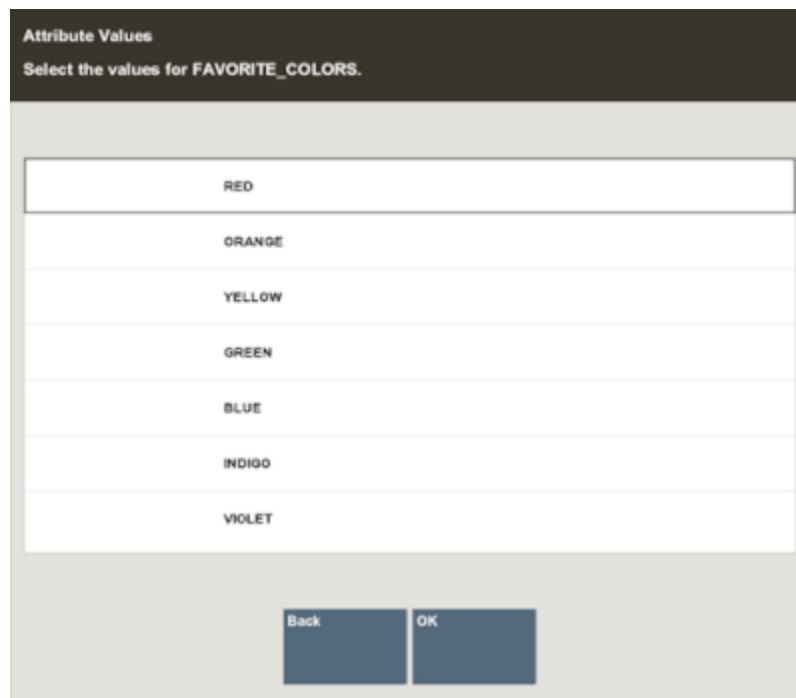 Attribute Values
Select the values for FAVORITE_COLORS.
RED
ORANGE
YELLOW
GREEN
BLUE
INDIGO
VIOLET
Back OK